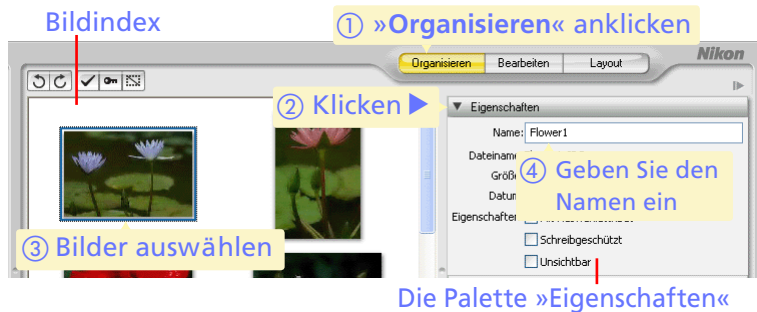 Bildindex
① »Organisieren« anklicken
Organisieren Bearbeiten Layout
Nikon
② Klicken ▶
▼ Eigenschaften
Name: Flower1
Dateiname
Größe
Datum
④ Geben Sie den
Namen ein
Eigenschaften
③ Bilder auswählen
Schreibgeschützt
Unsichtbar
Die Palette »Eigenschaften«